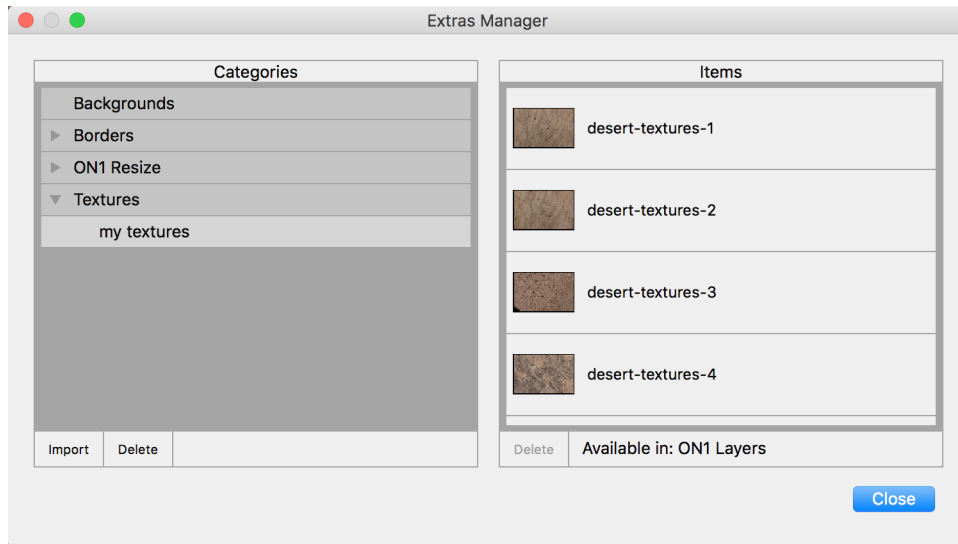 Extras Manager
Categories
Backgrounds
Borders
ON1 Resize
Textures
my textures
Import
Delete
Items
desert-textures-1
desert-textures-2
desert-textures-3
desert-textures-4
Delete
Available in: ON1 Layers
Close